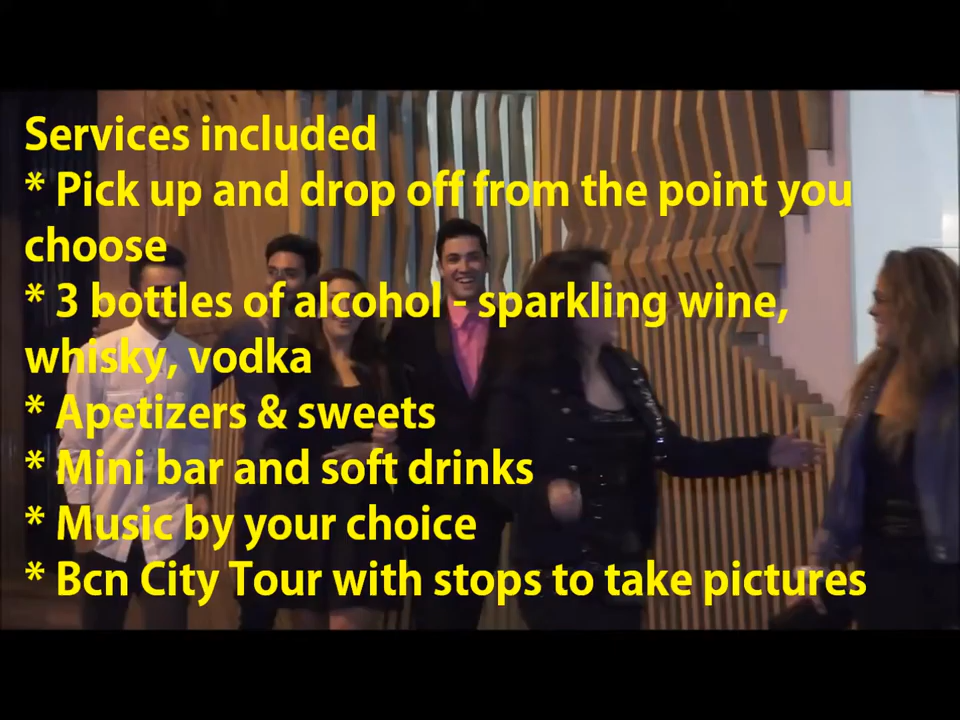 Services included
* Pick up and drop off from the point you
choose
* 3 bottles of alcohol - sparkling wine,
whisky, vodka
* Apetizers & sweets
* Mini bar and soft drinks
* Music by your choice
* Bcn City Tour with stops to take pictures